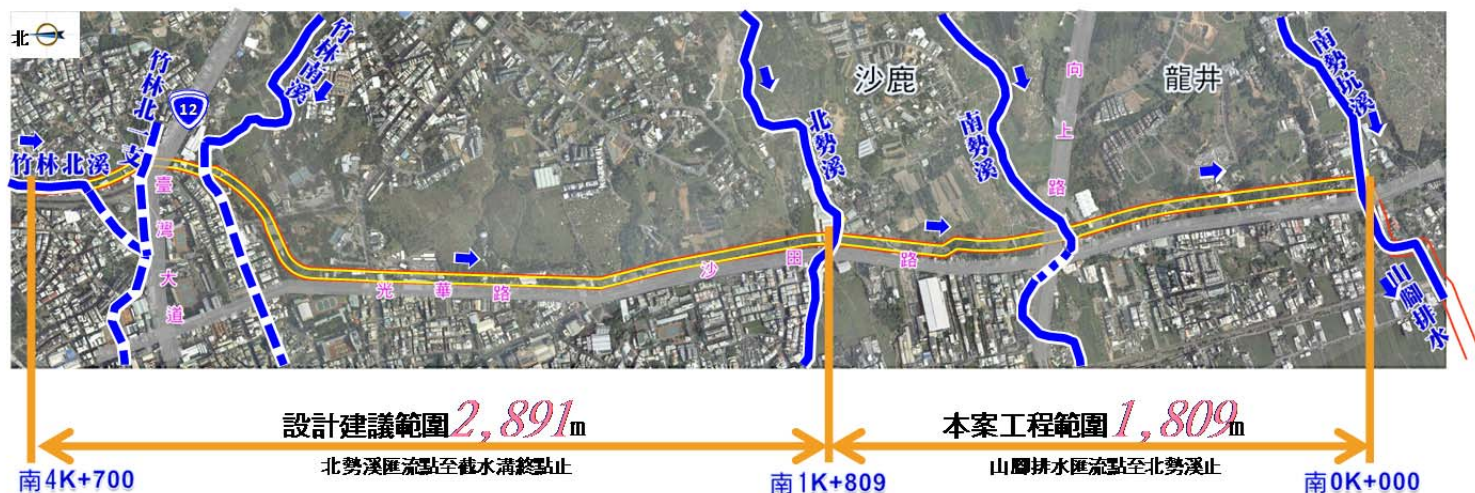 北
竹林北溪
竹林北一支
12
竹林南溪
臺灣大道
光華路
北勢溪
沙田路
沙鹿
南勢溪
向上路
龍井
南勢坑溪
山腳排水
設計建議範圍2,891m
北勢溪匯流點至截水溝終點止
本案工程範圍1,809m
山腳排水匯流點至北勢溪止
南4K+700
南1K+809
南0K+000